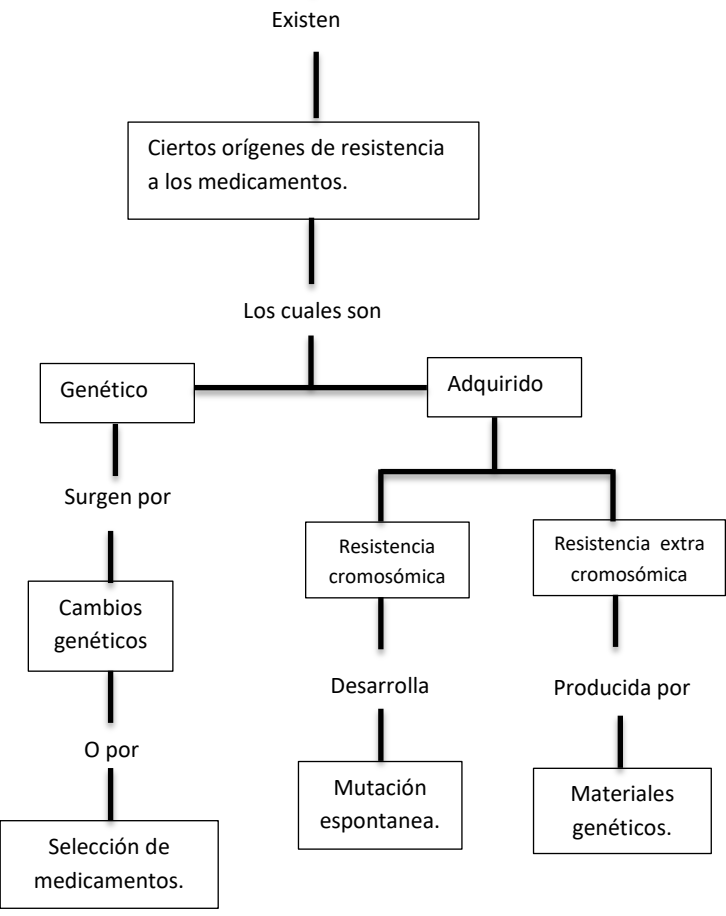 Existen
Ciertos orígenes de resistencia
a los medicamentos.
Los cuales son
Genético
Adquirido
Surgen por
Cambios
genéticos
O por
Selección de
medicamentos.
Resistencia
cromosómica
Desarrolla
Mutación
espontanea.
Resistencia extra
cromosómica
Producida por
Materiales
genéticos.